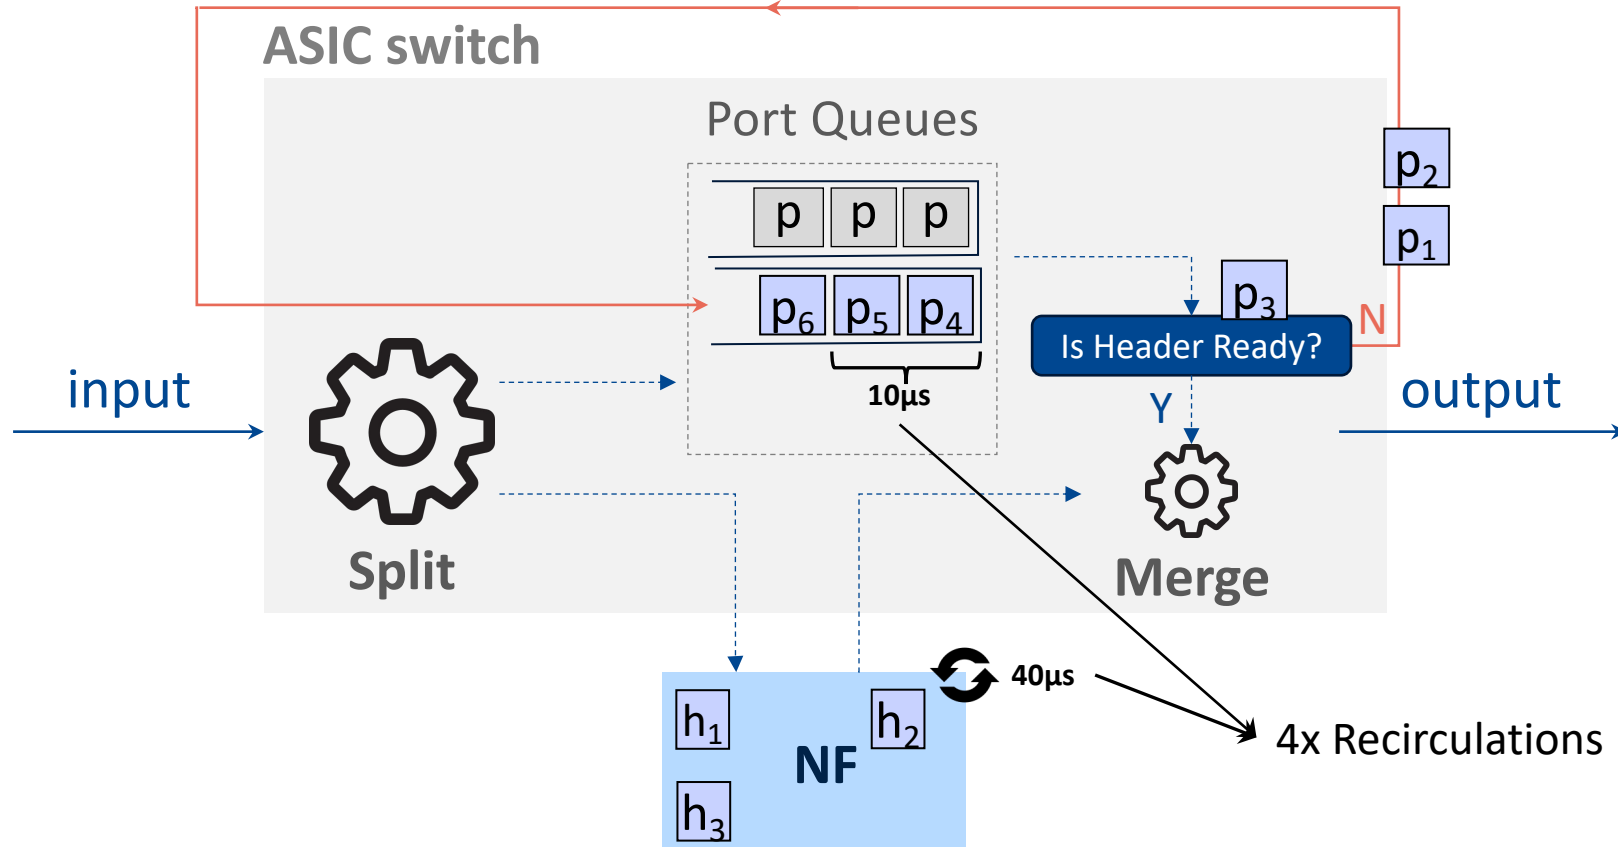 ASIC switch
Port Queues
p p p
p6 p5 p4
10µs
p2
p1
p3
N
Is Header Ready?
Y
input
output
Split
Merge
h1
h2
h3
NF
40µs
4x Recirculations